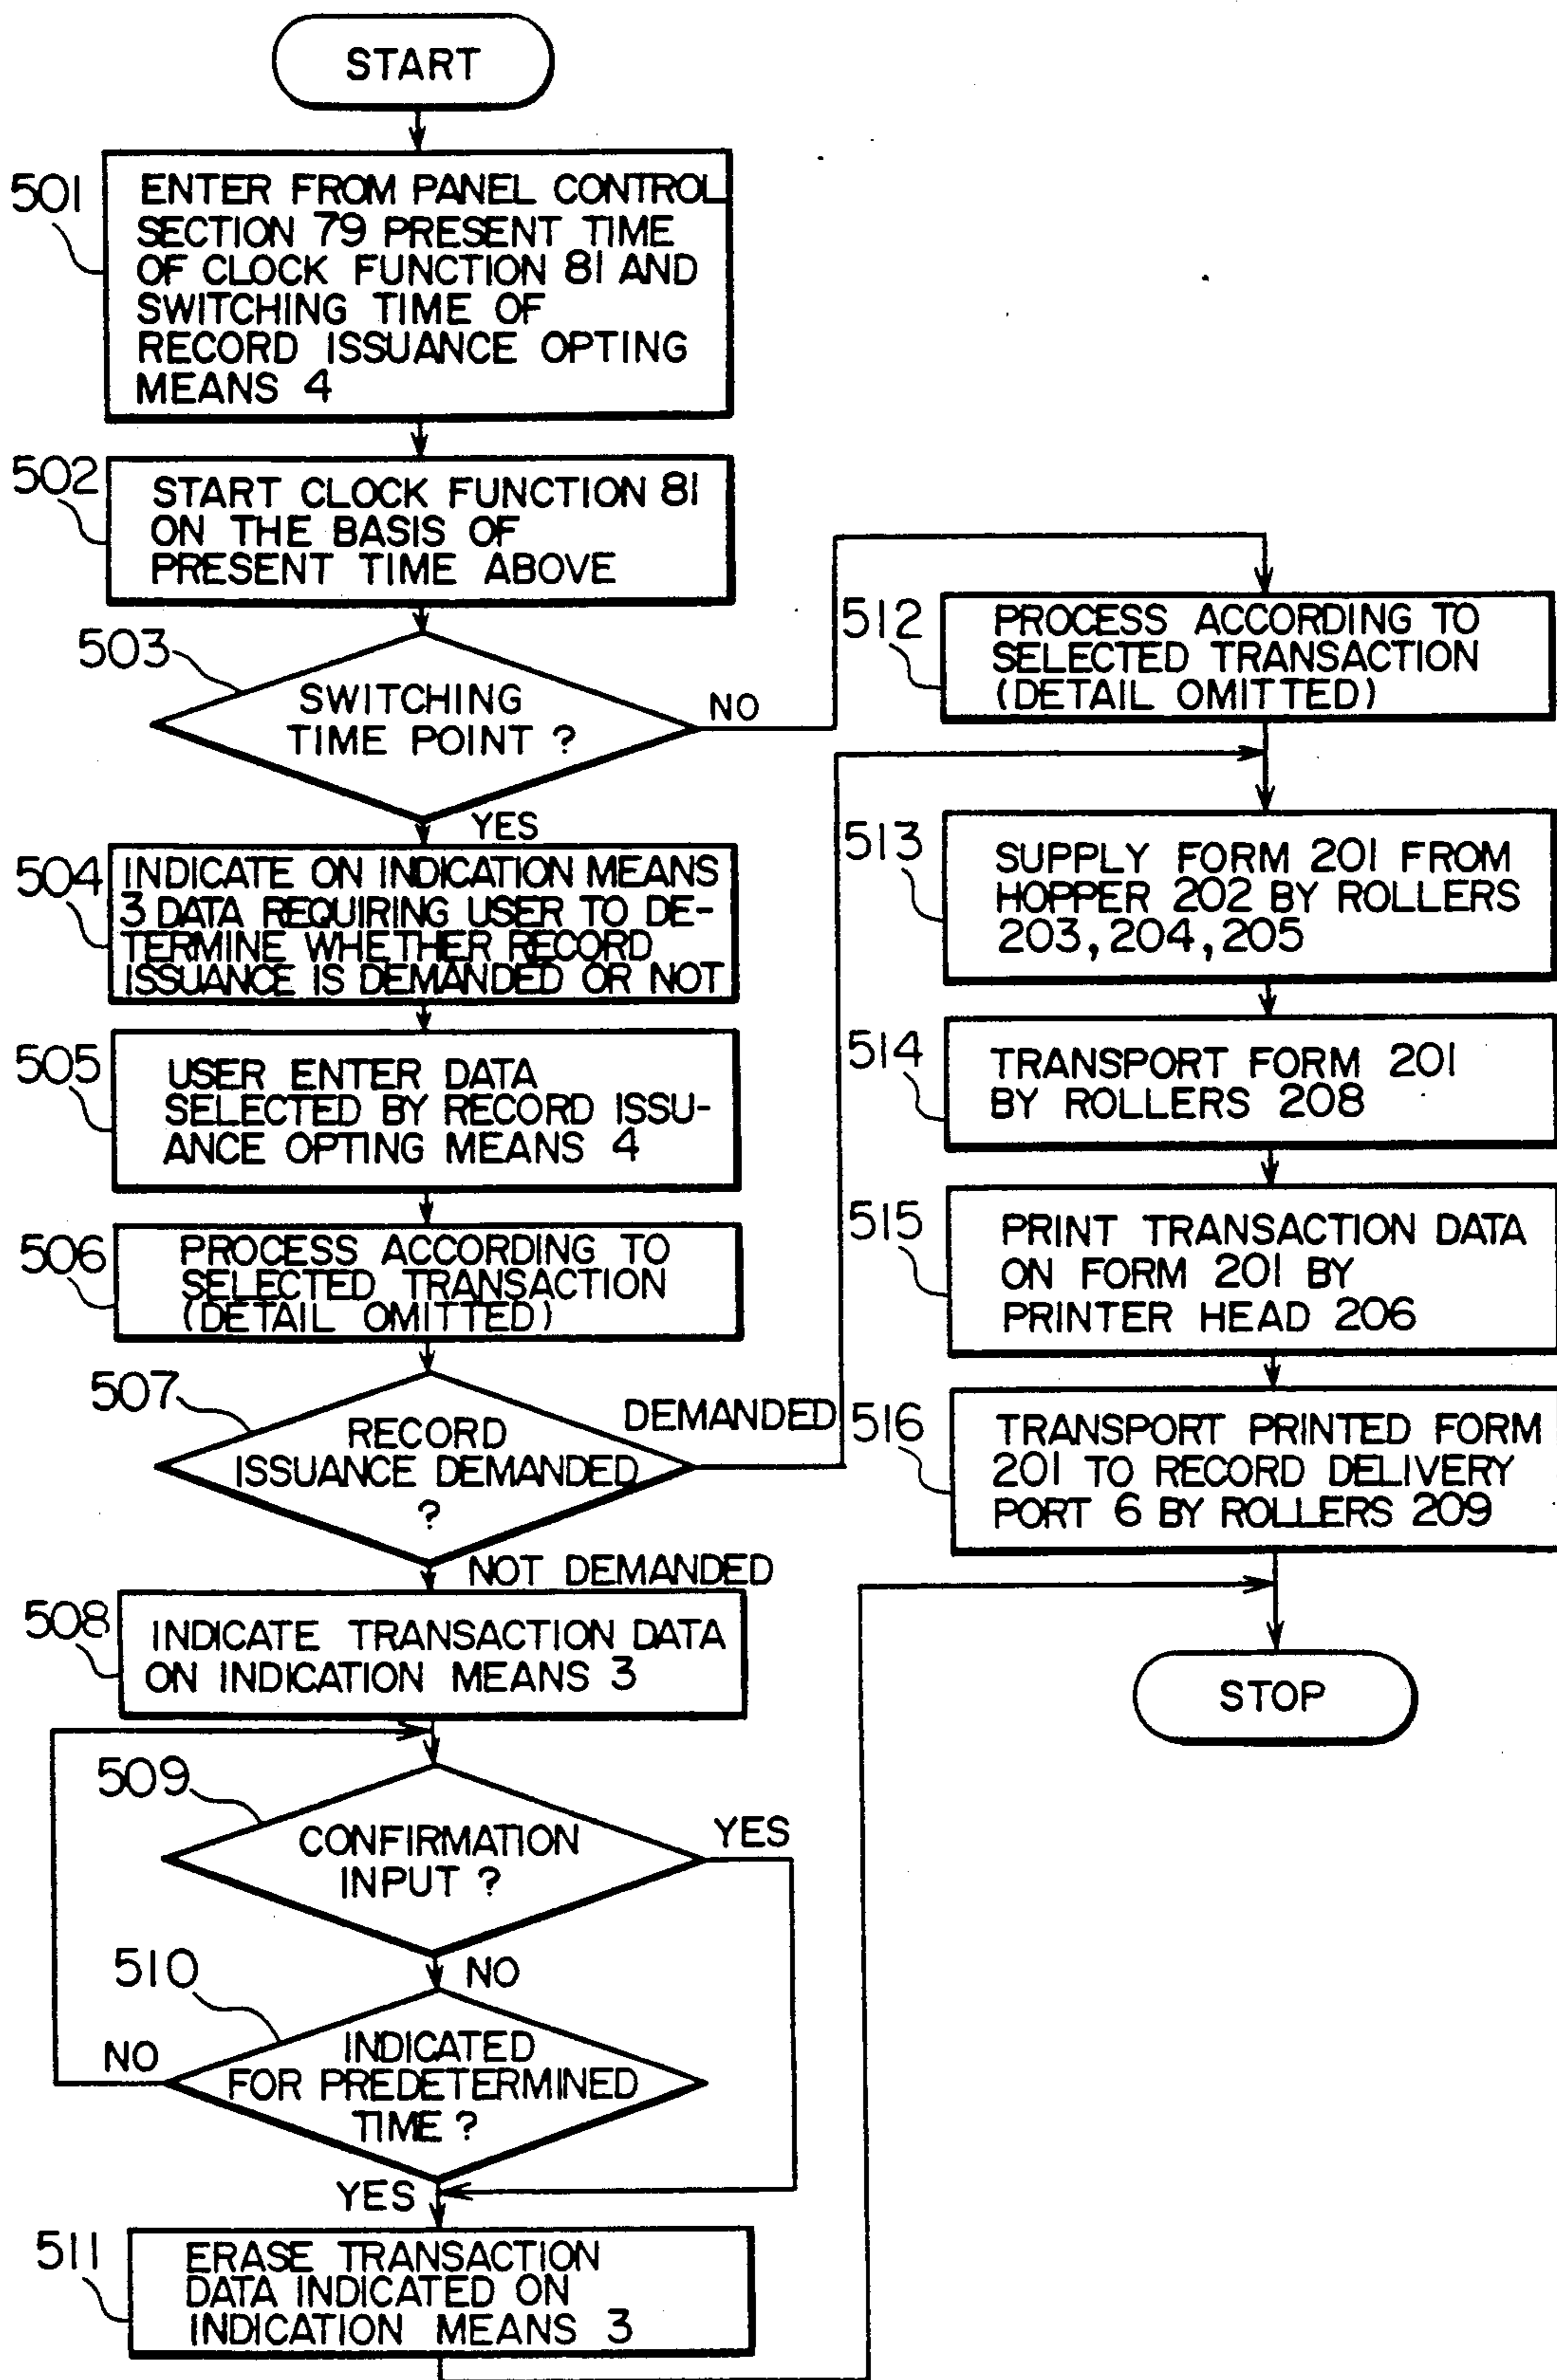 START
501
ENTER FROM PANEL CONTROL
SECTION 79 PRESENT TIME
OF CLOCK FUNCTION 81 AND
SWITCHING TIME OF
RECORD ISSUANCE OPTING
MEANS 4
502
START CLOCK FUNCTION 81
ON THE BASIS OF
PRESENT TIME ABOVE
503
SWITCHING
TIME POINT ?
NO
YES
504
INDICATE ON INDICATION MEANS
3 DATA REQUIRING USER TO DE-
TERMINE WHETHER RECORD
ISSUANCE IS DEMANDED OR NOT
505
USER ENTER DATA
SELECTED BY RECORD ISSU-
ANCE OPTING MEANS 4
506
PROCESS ACCORDING TO
SELECTED TRANSACTION
(DETAIL OMITTED)
507
RECORD
ISSUANCE DEMANDED
?
DEMANDED
NOT DEMANDED
508
INDICATE TRANSACTION DATA
ON INDICATION MEANS 3
509
CONFIRMATION
INPUT ?
YES
NO
510
INDICATED
FOR PREDETERMINED
TIME ?
NO
YES
511
ERASE TRANSACTION
DATA INDICATED ON
INDICATION MEANS 3
512
PROCESS ACCORDING TO
SELECTED TRANSACTION
(DETAIL OMITTED)
513
SUPPLY FORM 201 FROM
HOPPER 202 BY ROLLERS
203, 204, 205
514
TRANSPORT FORM 201
BY ROLLERS 208
515
PRINT TRANSACTION DATA
ON FORM 201 BY
PRINTER HEAD 206
516
TRANSPORT PRINTED FORM
201 TO RECORD DELIVERY
PORT 6 BY ROLLERS 209
STOP